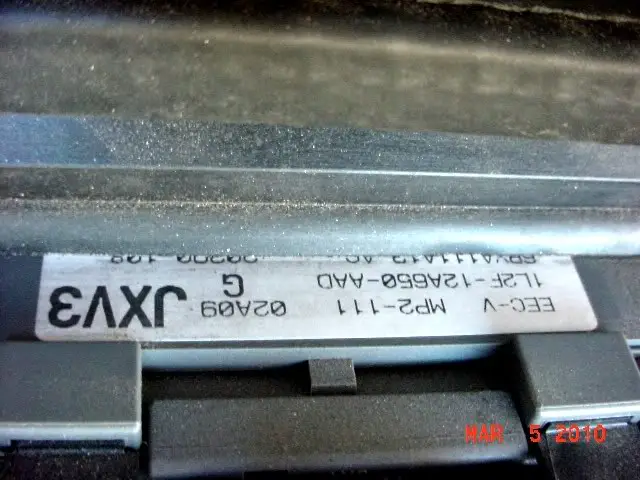 EEC-V MP2-111 02A09 JXV3
1L2F-12A650-AAD G
MAR 5 2010